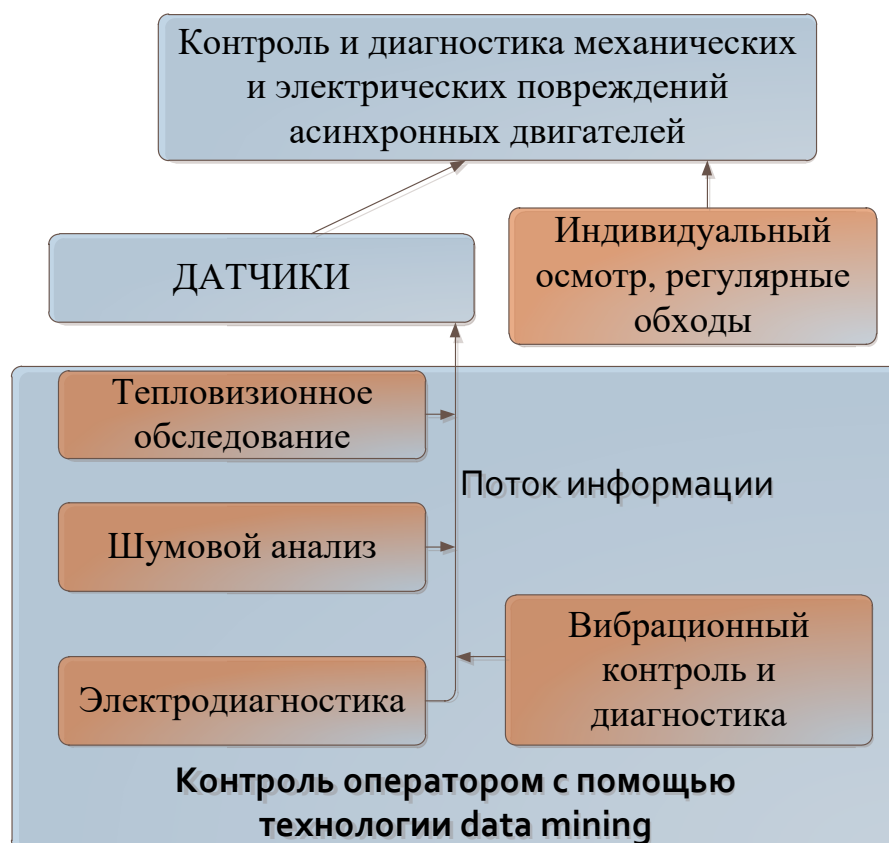 Контроль и диагностика механических
и электрических повреждений
асинхронных двигателей
ДАТЧИКИ
Индивидуальный
осмотр, регулярные
обходы
Тепловизионное
обследование
Поток информации
Шумовой анализ
Вибрационный
контроль и
диагностика
Электродиагностика
Контроль оператором с помощью
технологии data mining